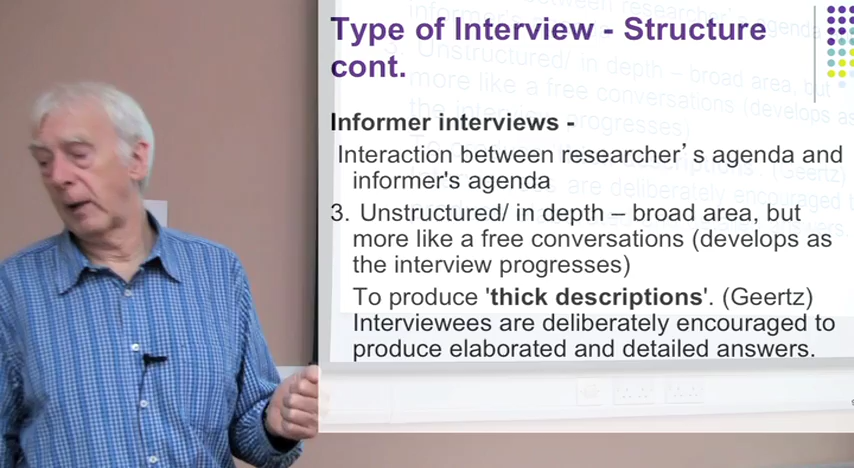 Type of Interview - Structure
cont.
Informer interviews -
Interaction between researcher's agenda and
informer's agenda
3. Unstructured/ in depth – broad area, but
more like a free conversations (develops as
the interview progresses)
To produce 'thick descriptions'. (Geertz)
Interviewees are deliberately encouraged to
produce elaborated and detailed answers.